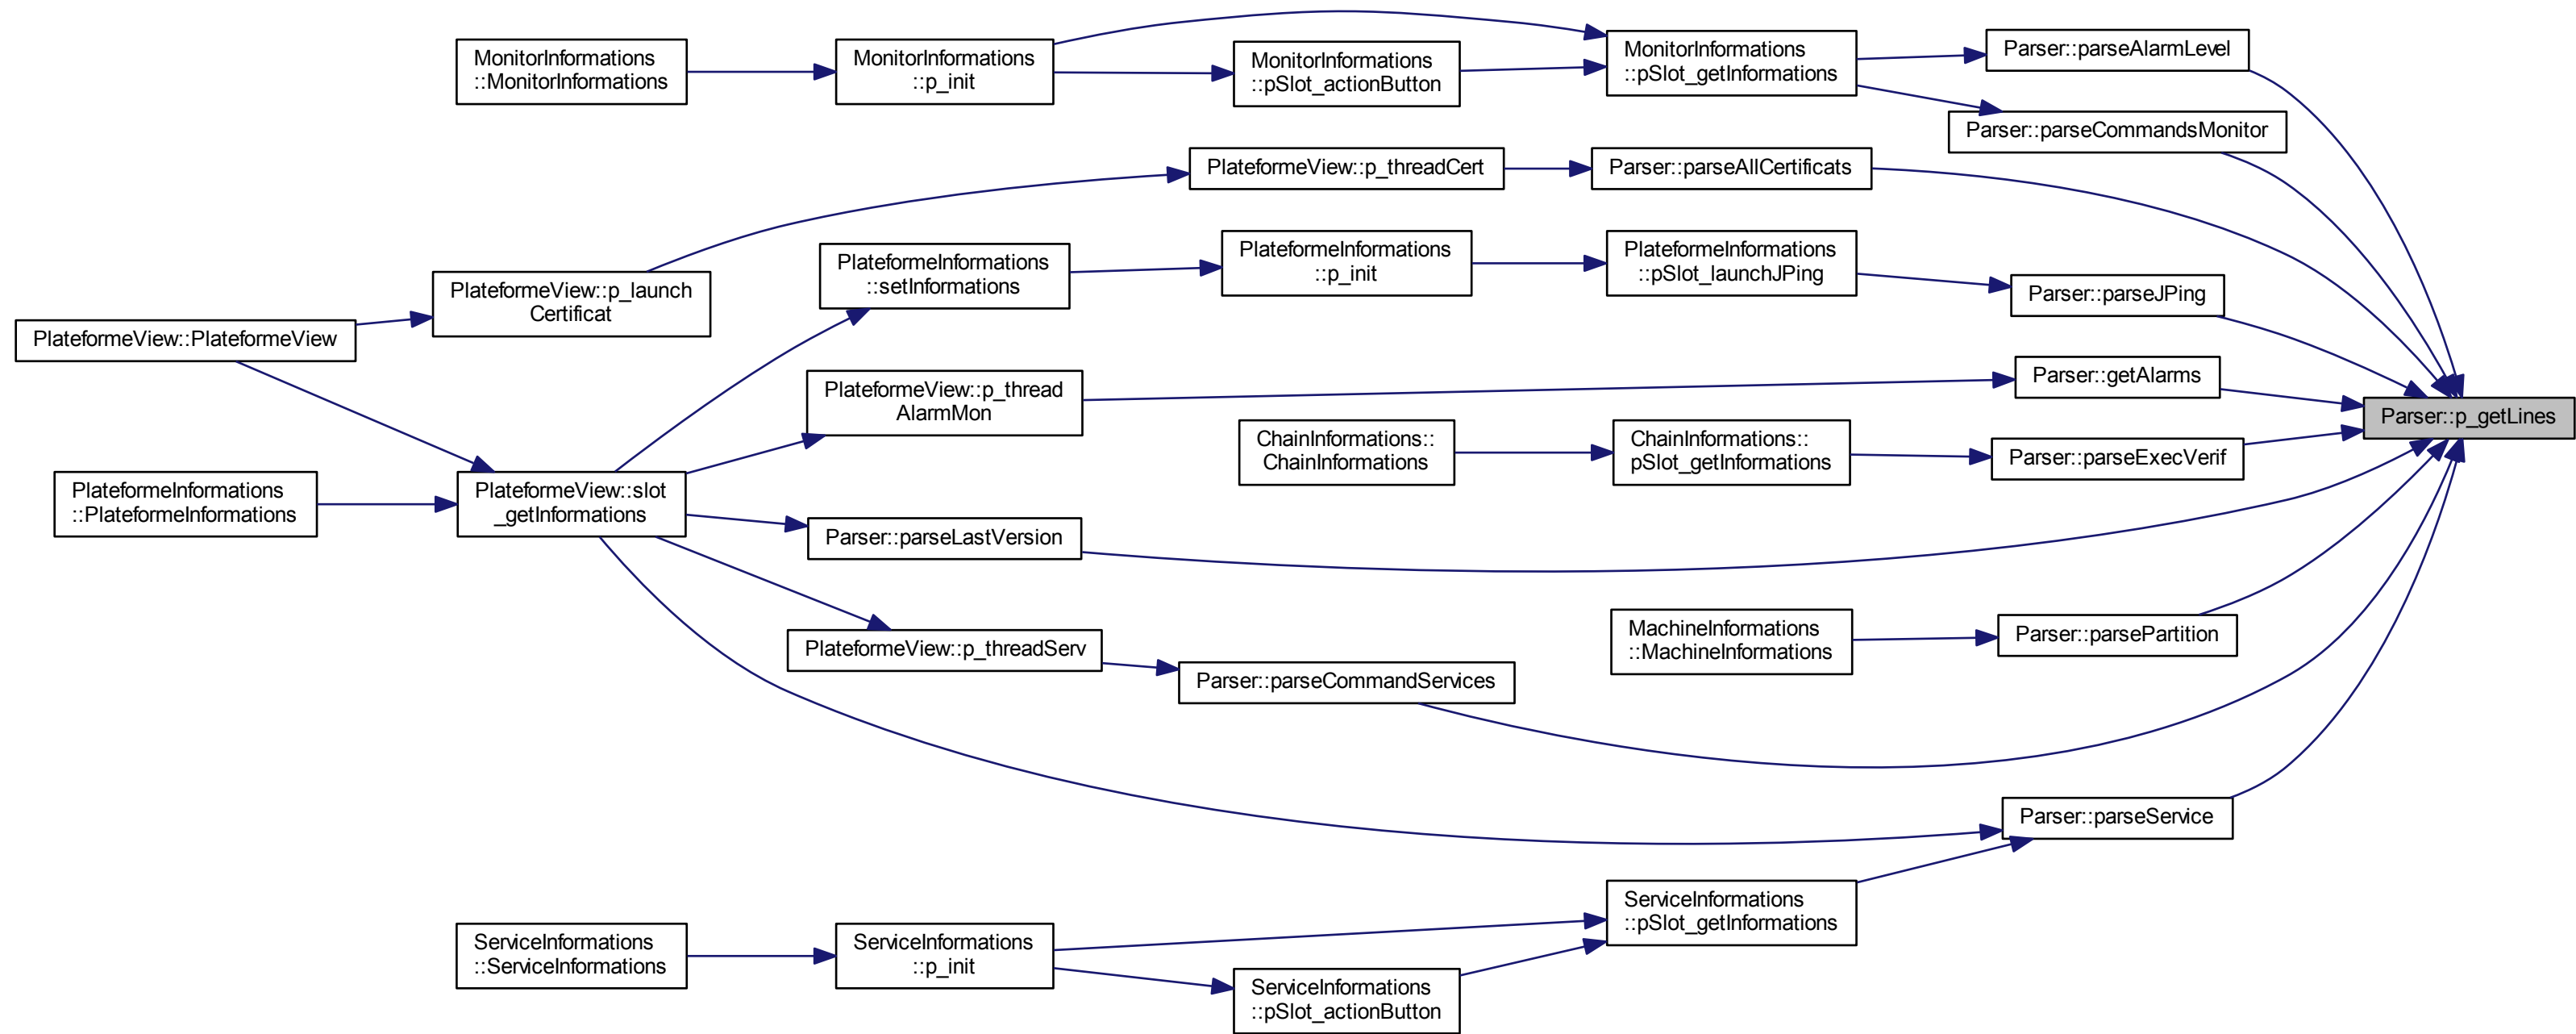 MonitorInformations
::MonitorInformations
MonitorInformations
::p_init
MonitorInformations
::pSlot_actionButton
MonitorInformations
::pSlot_getInformations
Parser::parseAlarmLevel
Parser::parseCommandsMonitor
PlateformeView::p_threadCert
Parser::parseAllCertificats
PlateformeView::PlateformeView
PlateformeView::p_launch
Certificat
PlateformeInformations
::setInformations
PlateformeInformations
::p_init
PlateformeInformations
::pSlot_launchJPing
Parser::parseJPing
PlateformeView::p_thread
AlarmMon
Parser::getAlarms
Parser::p_getLines
ChainInformations::
ChainInformations
ChainInformations::
pSlot_getInformations
Parser::parseExecVerif
PlateformeInformations
::PlateformeInformations
PlateformeView::slot
_getInformations
Parser::parseLastVersion
PlateformeView::p_threadServ
Parser::parseCommandServices
MachineInformations
::MachineInformations
Parser::parsePartition
Parser::parseService
ServiceInformations
::pSlot_getInformations
ServiceInformations
::ServiceInformations
ServiceInformations
::p_init
ServiceInformations
::pSlot_actionButton